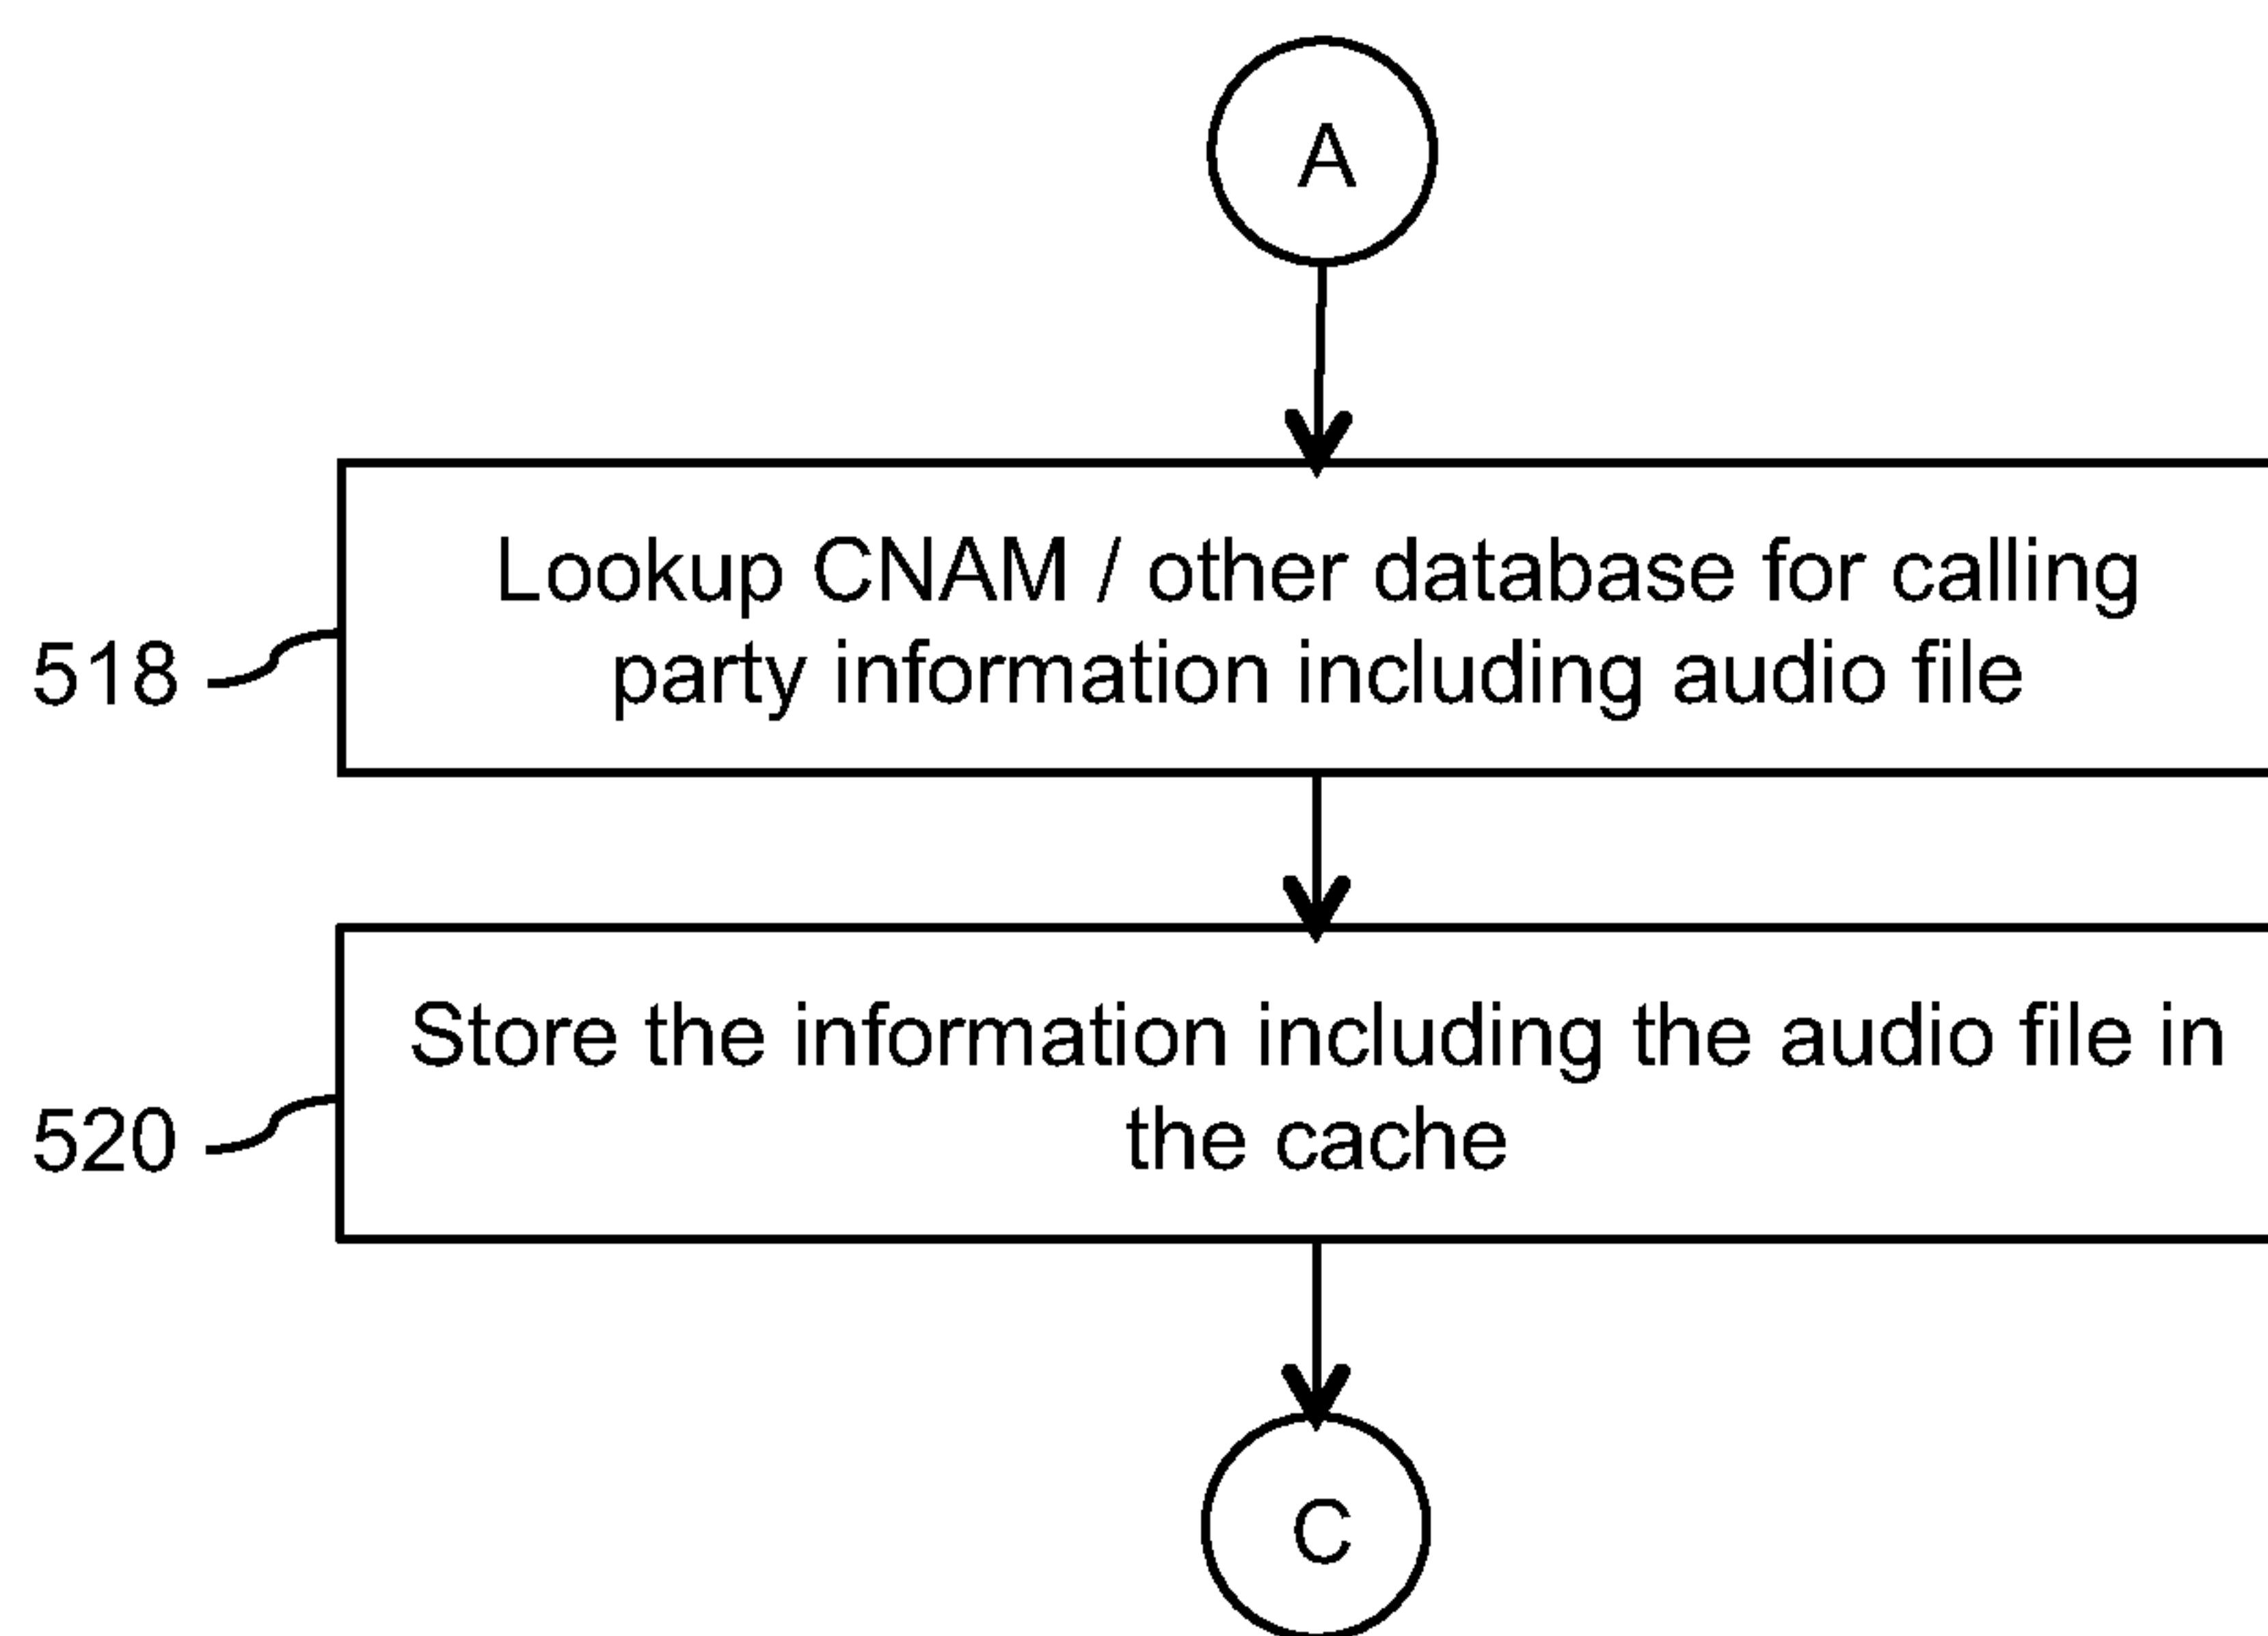 A
Lookup CNAM / other database for calling
party information including audio file
518
Store the information including the audio file in
the cache
520
C